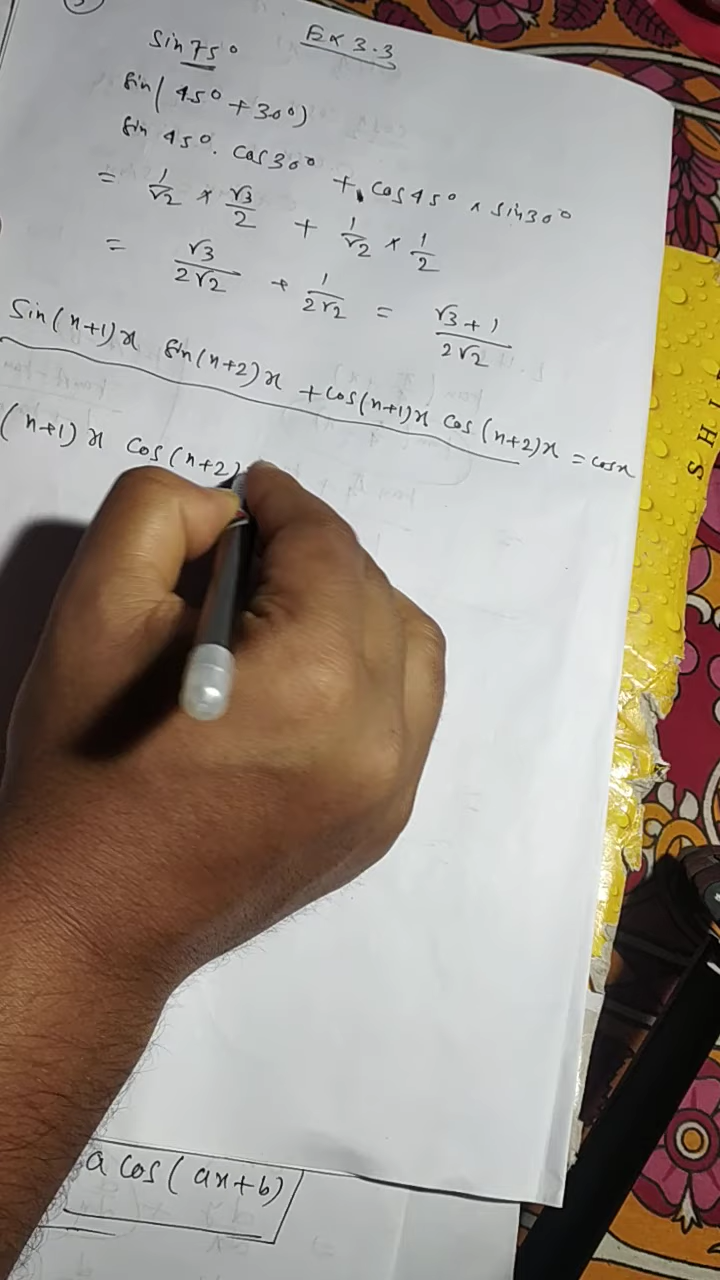 Ex 3.3
Sin75°
Sin(45°+30°)
Sin 45°. Cos30° + Cos45° × Sin30°
= 1/√2 × √3/2 + 1/√2 × 1/2
= √3/2√2 + 1/2√2 = √3+1/2√2
Sin(n+1)x Sin(n+2)x + Cos(n+1)x Cos(n+2)x = Cosx
(n+1)x Cos(n+2)
a Cos(ax+b)